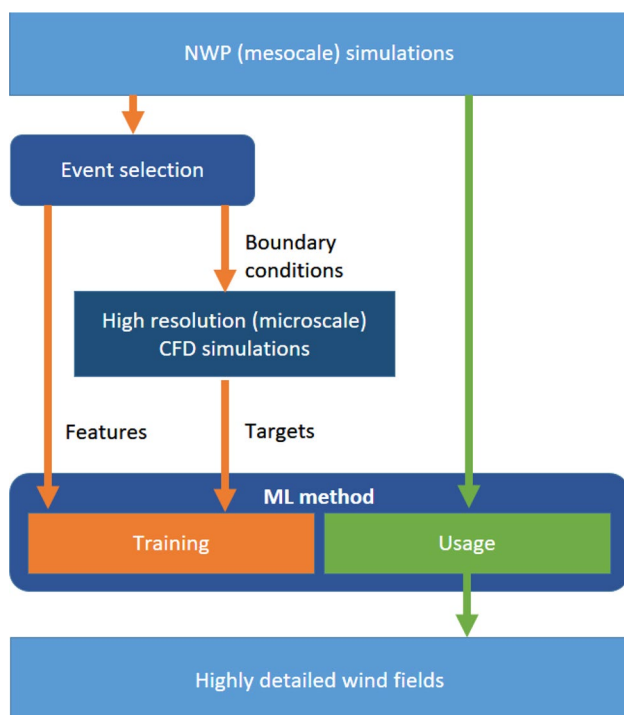 NWP (mesocale) simulations
Event selection
Boundary
conditions
High resolution (microscale)
CFD simulations
Features
Targets
ML method
Training
Usage
Highly detailed wind fields